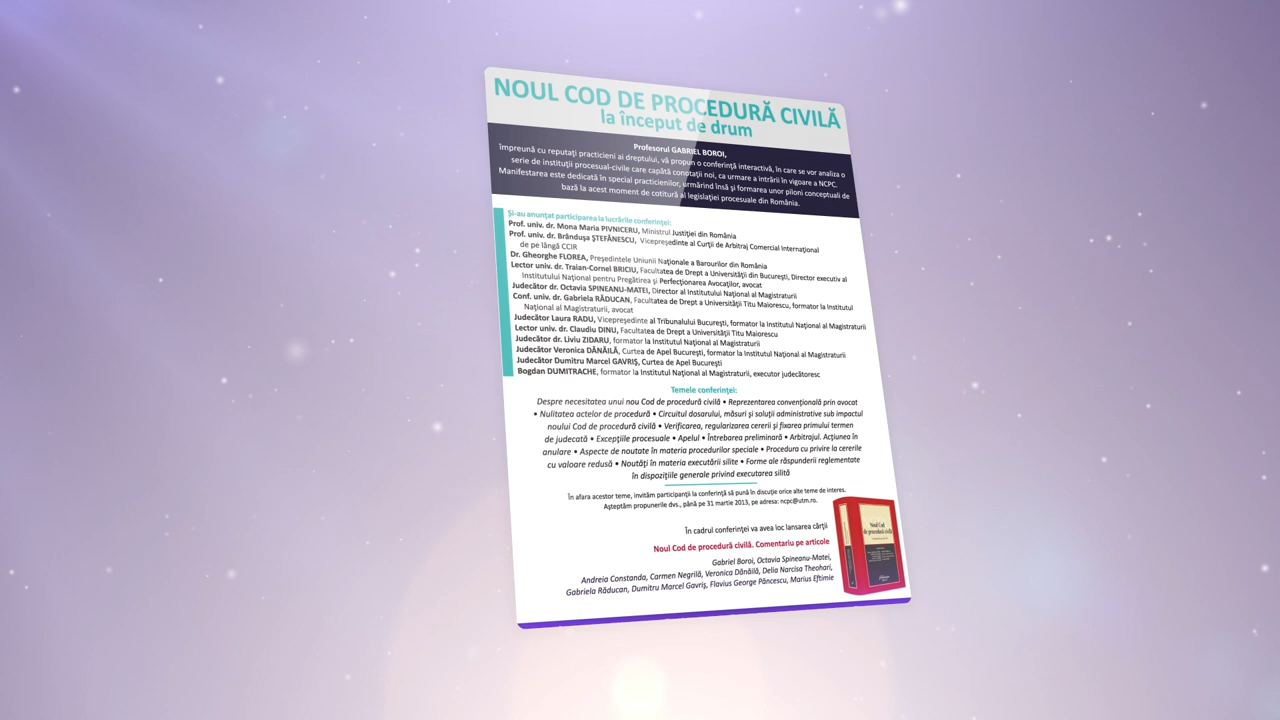 NOUL COD DE PROCEDURĂ CIVILĂ
la început de drum
Profesorul GABRIEL BOROI,
împreună cu reputați practicieni ai dreptului, vă propun o conferință interactivă, în care se vor analiza o
serie de instituții procesual-civile care capătă conotații noi, ca urmare a intrării în vigoare a NCPC.
Manifestarea este dedicată în special practicienilor, urmărind însă și formarea unor piloni conceptuali de
bază la acest moment de cotitură al legislației procesuale din România.
Și-au anunțat participarea la lucrările conferinței:
Prof. univ. dr. Mona Maria PIVNICERU, Ministrul Justiției din România
Prof. univ. dr. Brândușa ȘTEFĂNESCU, Vicepreședinte al Curții de Arbitraj Comercial Internațional
de pe lângă CCIR
Dr. Gheorghe FLOREA, Președintele Uniunii Naționale a Barourilor din România
Lector univ. dr. Traian-Cornel BRICIU, Facultatea de Drept a Universității din București, Director executiv al
Institutului Național pentru Pregătirea și Perfecționarea Avocaților, avocat
Judecător dr. Octavia SPINEANU-MATEI, Director al Institutului Național al Magistraturii
Conf. univ. dr. Gabriela RĂDUCAN, Facultatea de Drept a Universității Titu Maiorescu, formator la Institutul
Național al Magistraturii, avocat
Judecător Laura RADU, Vicepreședinte al Tribunalului București, formator la Institutul Național al Magistraturii
Lector univ. dr. Claudiu DINU, Facultatea de Drept a Universității Titu Maiorescu
Judecător dr. Liviu ZIDARU, formator la Institutul Național al Magistraturii
Judecător Veronica DĂNĂILĂ, Curtea de Apel București, formator la Institutul Național al Magistraturii
Judecător Dumitru Marcel GAVRIȘ, Curtea de Apel București
Bogdan DUMITRACHE, formator la Institutul Național al Magistraturii, executor judecătoresc
Temele conferinței:
Despre necesitatea unui nou Cod de procedură civilă • Reprezentarea convențională prin avocat
• Nulitatea actelor de procedură • Circuitul dosarului, măsuri și soluții administrative sub impactul
noului Cod de procedură civilă • Verificarea, regularizarea cererii și fixarea primului termen
de judecată • Excepțiile procesuale • Apelul • Întrebarea preliminară • Arbitrajul. Acțiunea în
anulare • Aspecte de noutate în materia procedurilor speciale • Procedura cu privire la cererile
cu valoare redusă • Noutăți în materia executării silite • Forme ale răspunderii reglementate
în dispozițiile generale privind executarea silită
În afara acestor teme, invităm participanții la conferință să pună în discuție orice alte teme de interes.
Așteptăm propunerile dvs., până pe 31 martie 2013, pe adresa: ncpc@utm.ro.
În cadrul conferinței va avea loc lansarea cărții
Noul Cod de procedură civilă. Comentariu pe articole
Gabriel Boroi, Octavia Spineanu-Matei,
Andreia Constanda, Carmen Negrilă, Veronica Dănăilă, Delia Narcisa Theohari,
Gabriela Răducan, Dumitru Marcel Gavriș, Flavius George Păncescu, Marius Eftimie
Noul Cod
de procedură civilă